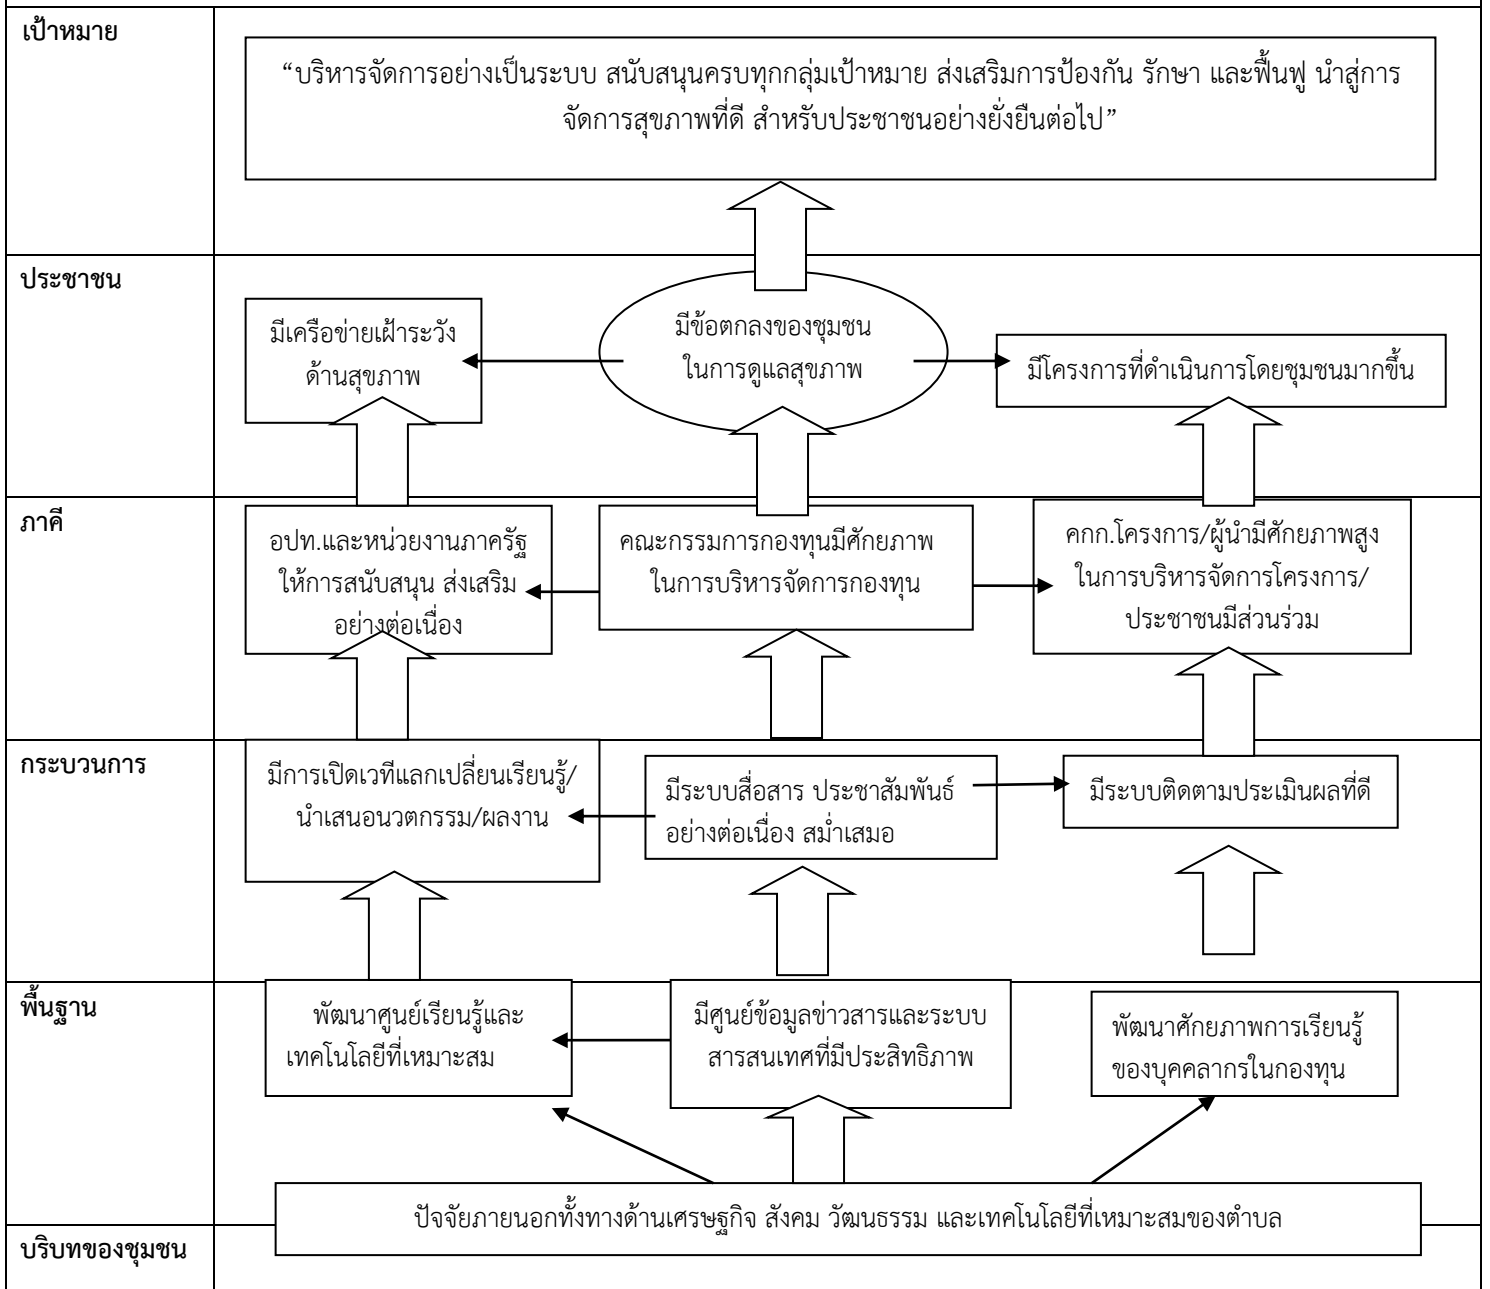 เป้าหมาย
“บริหารจัดการอย่างเป็นระบบ สนับสนุนครบทุกกลุ่มเป้าหมาย ส่งเสริมการป้องกัน รักษา และฟื้นฟู นำสู่การ
จัดการสุขภาพที่ดี สำหรับประชาชนอย่างยั่งยืนต่อไป”
ประชาชน
มีเครือข่ายเฝ้าระวัง
ด้านสุขภาพ
มีข้อตกลงของชุมชน
ในการดูแลสุขภาพ
มีโครงการที่ดำเนินการโดยชุมชนมากขึ้น
ภาคี
อปท.และหน่วยงานภาครัฐ
ให้การสนับสนุน ส่งเสริม
อย่างต่อเนื่อง
คณะกรรมการกองทุนมีศักยภาพ
ในการบริหารจัดการกองทุน
คกก.โครงการ/ผู้นำมีศักยภาพสูง
ในการบริหารจัดการโครงการ/
ประชาชนมีส่วนร่วม
กระบวนการ
มีการเปิดเวทีแลกเปลี่ยนเรียนรู้/
นำเสนอนวตกรรม/ผลงาน
มีระบบสื่อสาร ประชาสัมพันธ์
อย่างต่อเนื่อง สม่ำเสมอ
มีระบบติดตามประเมินผลที่ดี
พื้นฐาน
พัฒนาศูนย์เรียนรู้และ
เทคโนโลยีที่เหมาะสม
มีศูนย์ข้อมูลข่าวสารและระบบ
สารสนเทศที่มีประสิทธิภาพ
พัฒนาศักยภาพการเรียนรู้
ของบุคคลากรในกองทุน
ปัจจัยภายนอกทั้งทางด้านเศรษฐกิจ สังคม วัฒนธรรม และเทคโนโลยีที่เหมาะสมของตำบล
บริบทของชุมชน